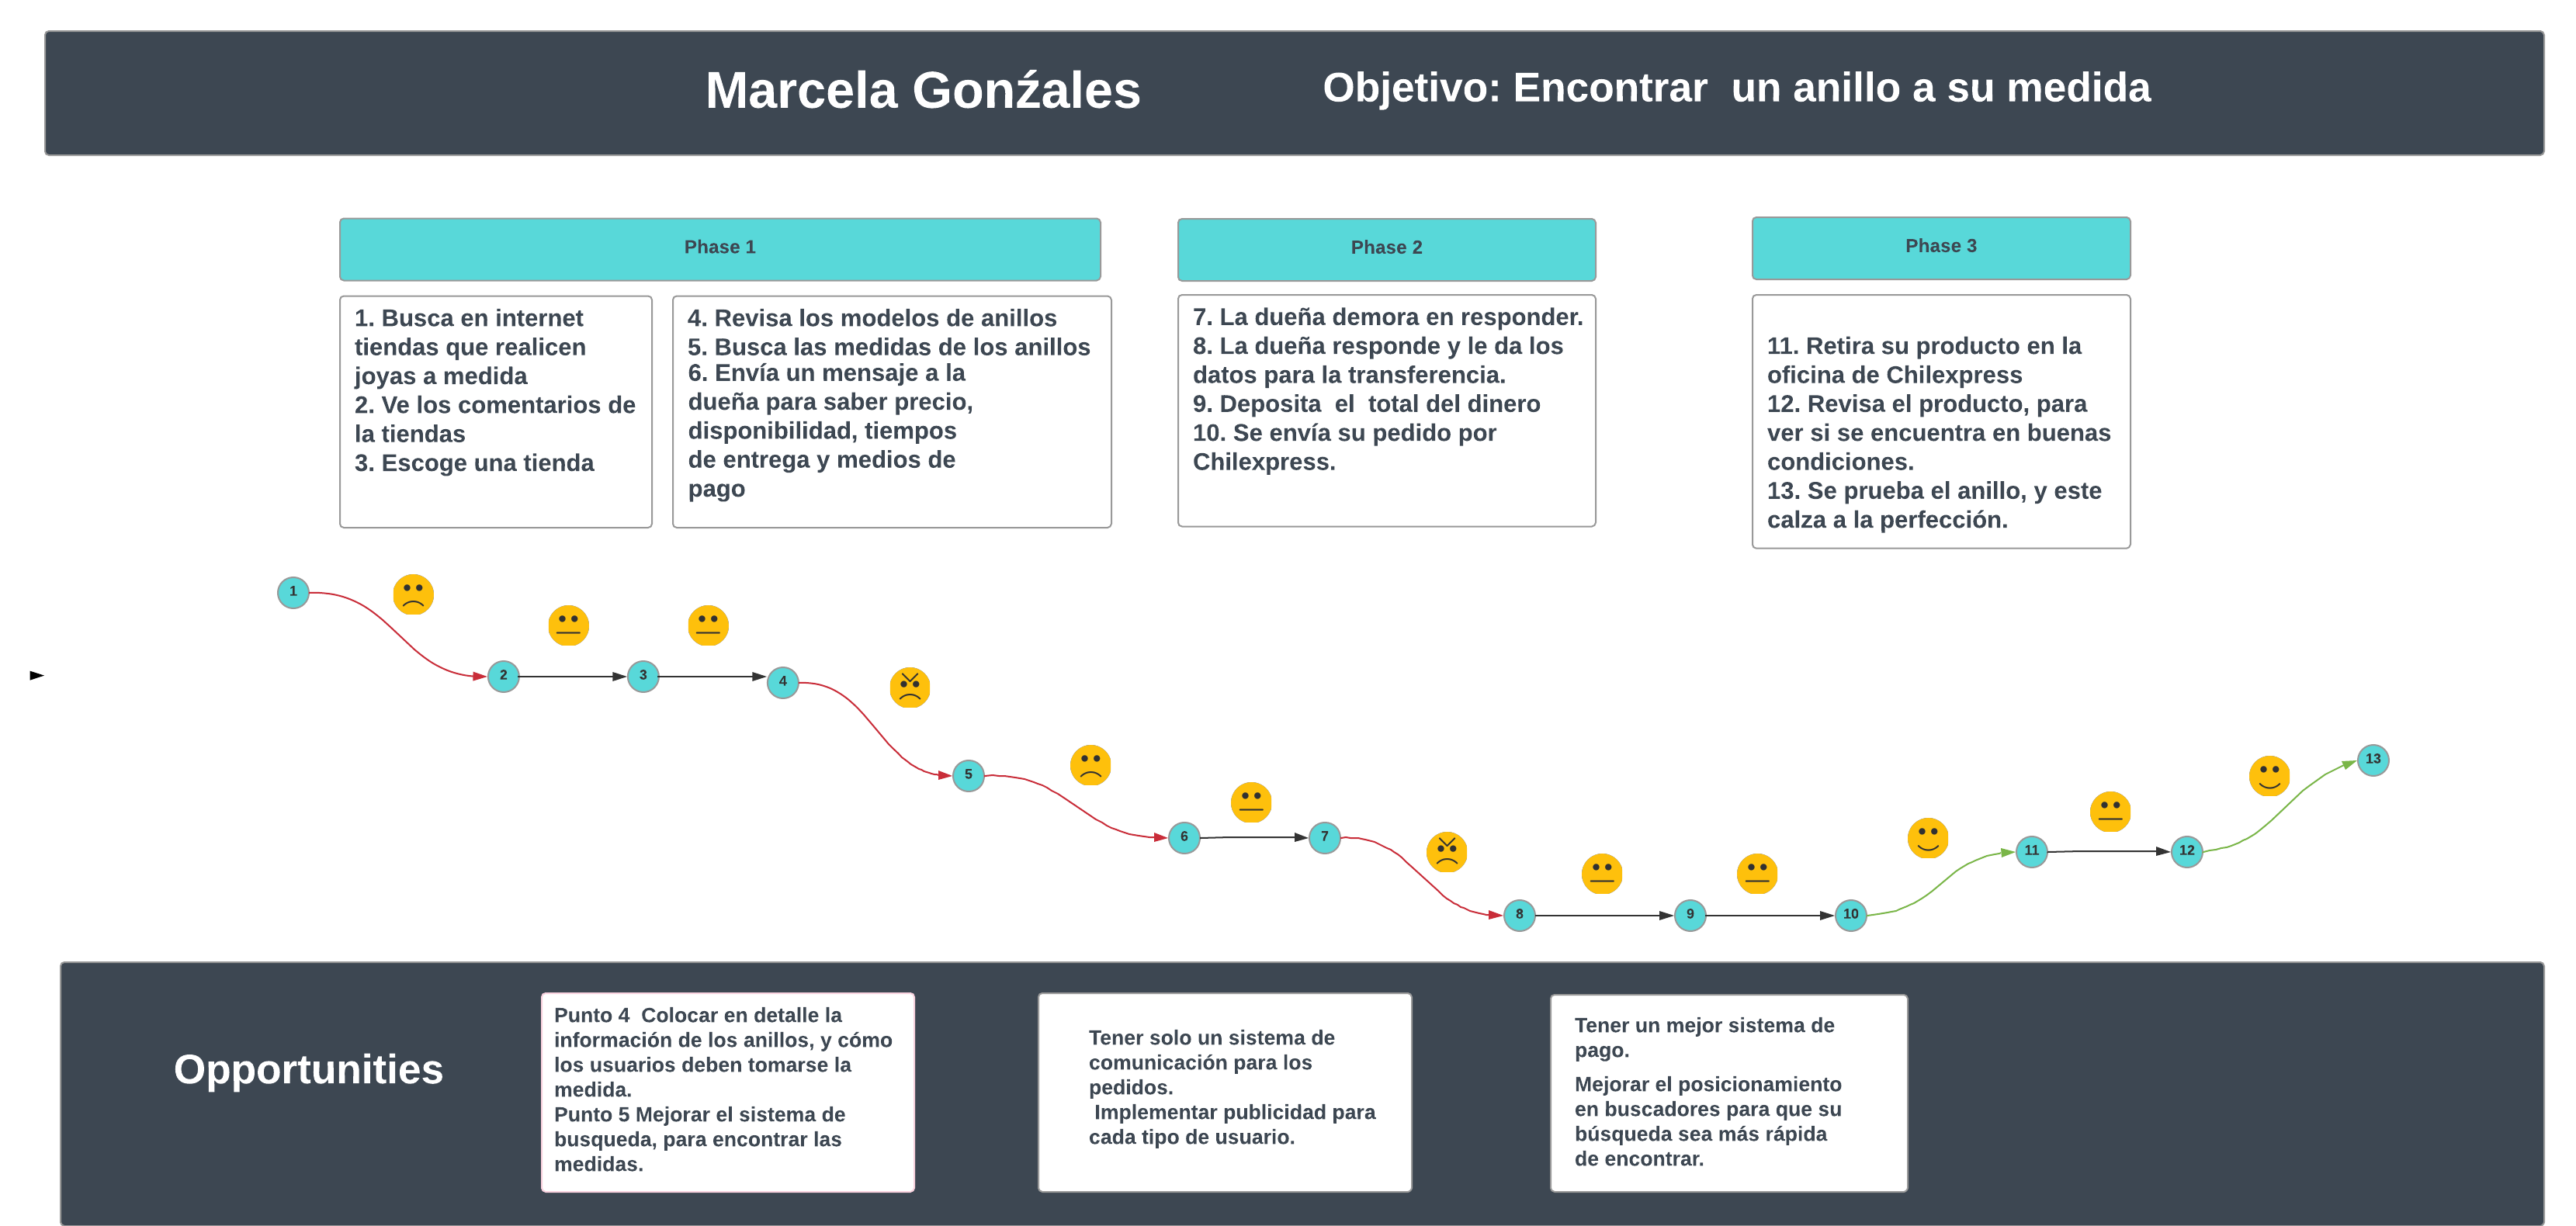 Marcela Gonźales
Objetivo: Encontrar  un anillo a su medida
Phase 1
1. Busca en internet
tiendas que realicen
joyas a medida
2. Ve los comentarios de
la tiendas
3. Escoge una tienda
4. Revisa los modelos de anillos
5. Busca las medidas de los anillos
6. Envía un mensaje a la
dueña para saber precio,
disponibilidad, tiempos
de entrega y medios de
pago
Phase 2
7. La dueña demora en responder.
8. La dueña responde y le da los
datos para la transferencia.
9. Deposita  el  total del dinero
10. Se envía su pedido por
Chilexpress.
Phase 3
11. Retira su producto en la
oficina de Chilexpress
12. Revisa el producto, para
ver si se encuentra en buenas
condiciones.
13. Se prueba el anillo, y este
calza a la perfección.
1
2
3
4
5
6
7
8
9
10
11
12
13
Opportunities
Punto 4  Colocar en detalle la
información de los anillos, y cómo
los usuarios deben tomarse la
medida.
Punto 5 Mejorar el sistema de
busqueda, para encontrar las
medidas.
Tener solo un sistema de
comunicación para los
pedidos.
Implementar publicidad para
cada tipo de usuario.
Tener un mejor sistema de
pago.
Mejorar el posicionamiento
en buscadores para que su
búsqueda sea más rápida
de encontrar.